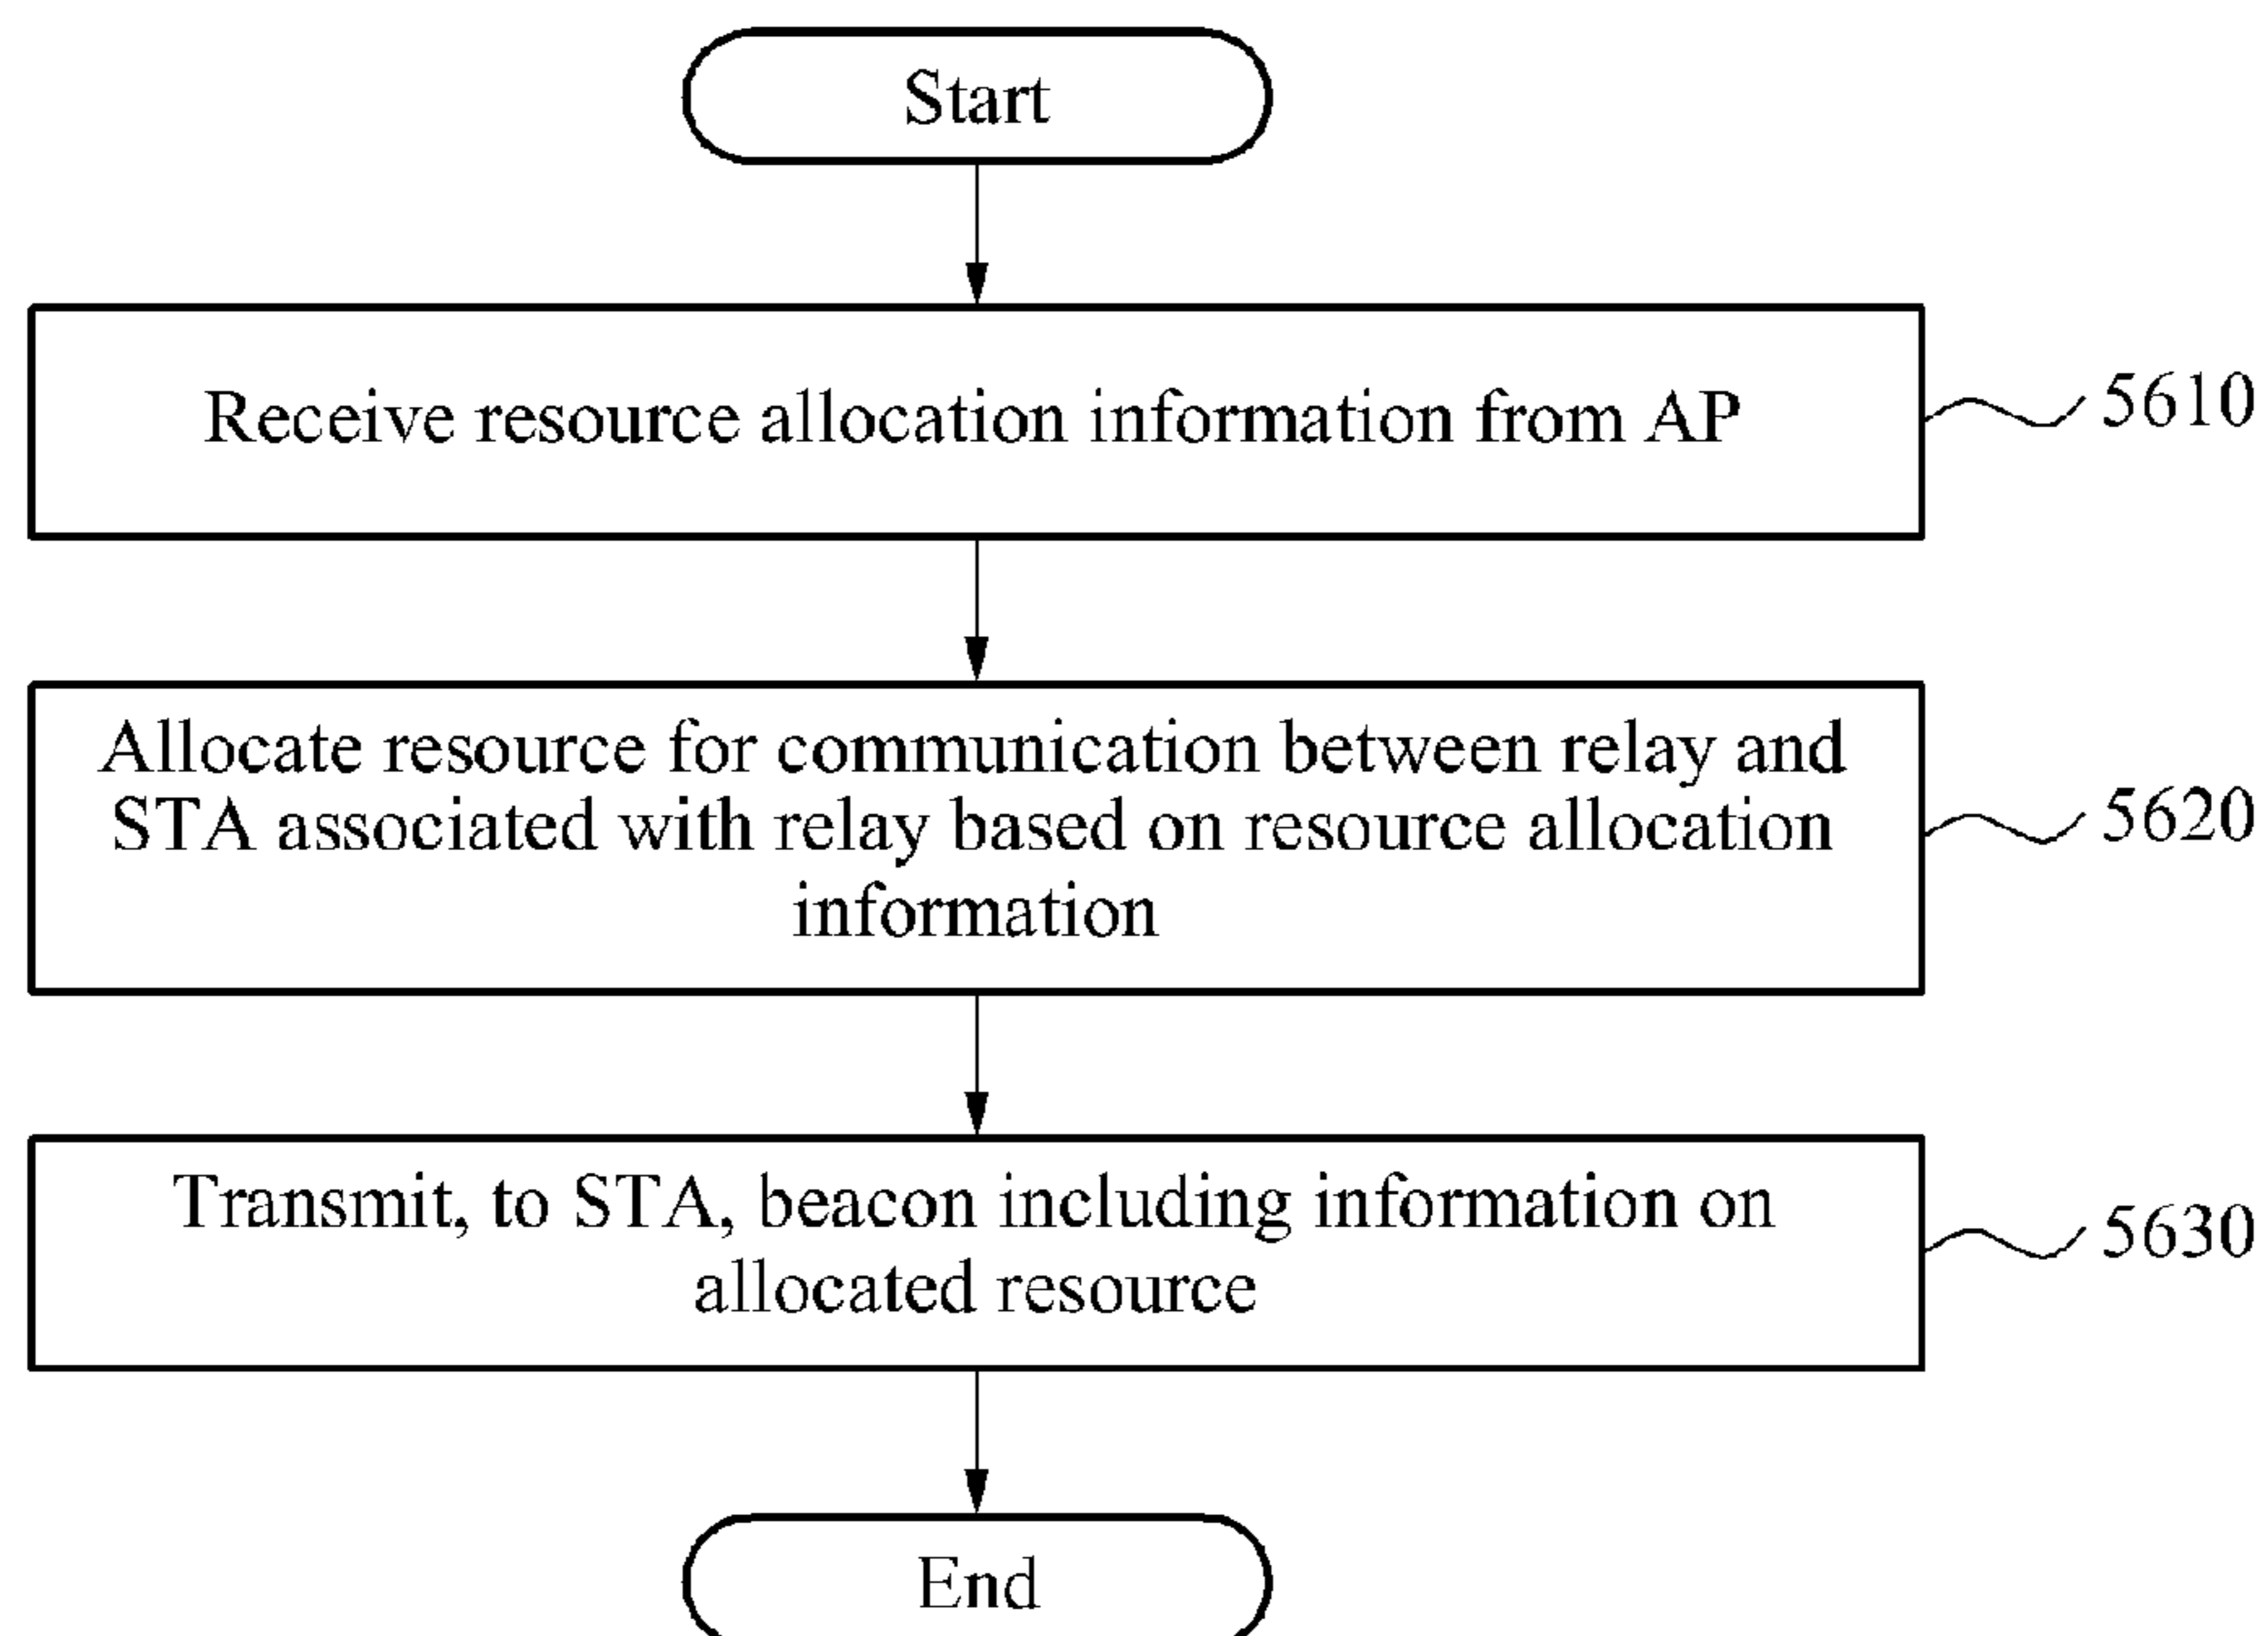 Start
Receive resource allocation information from AP
5610
Allocate resource for communication between relay and
STA associated with relay based on resource allocation
information
5620
Transmit, to STA, beacon including information on
allocated resource
5630
End